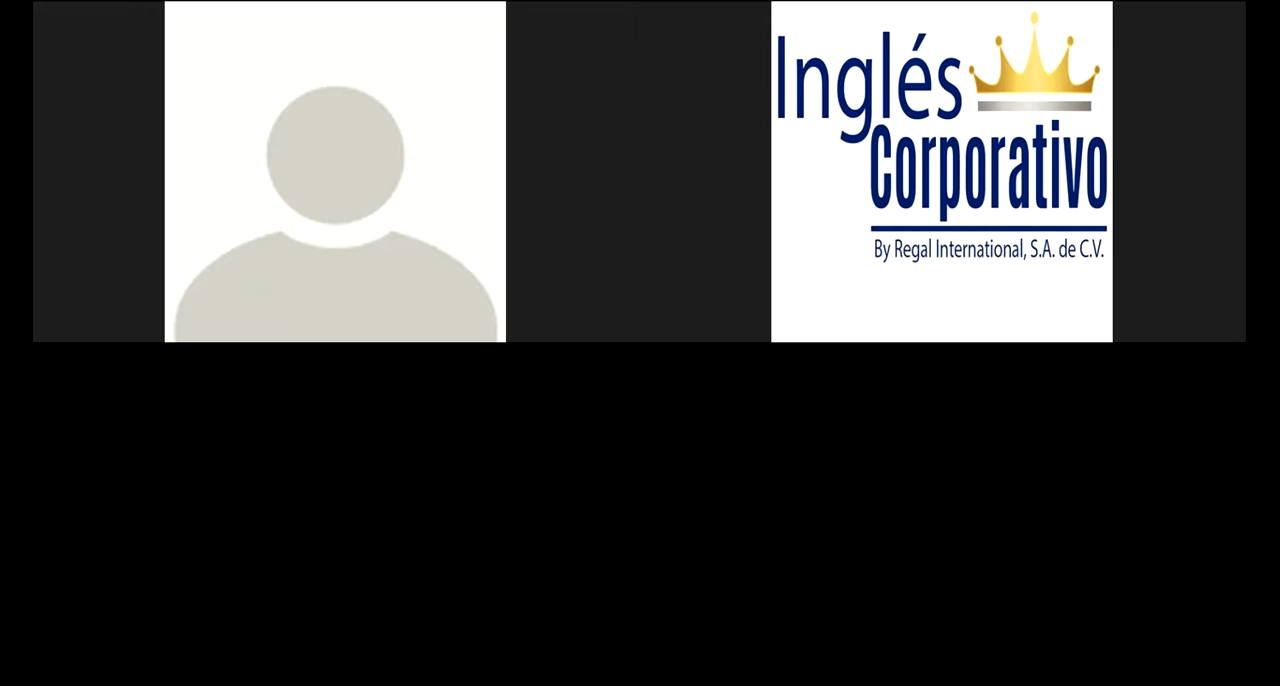 Inglés
Corporativo
By Regal International, S.A. de C.V.